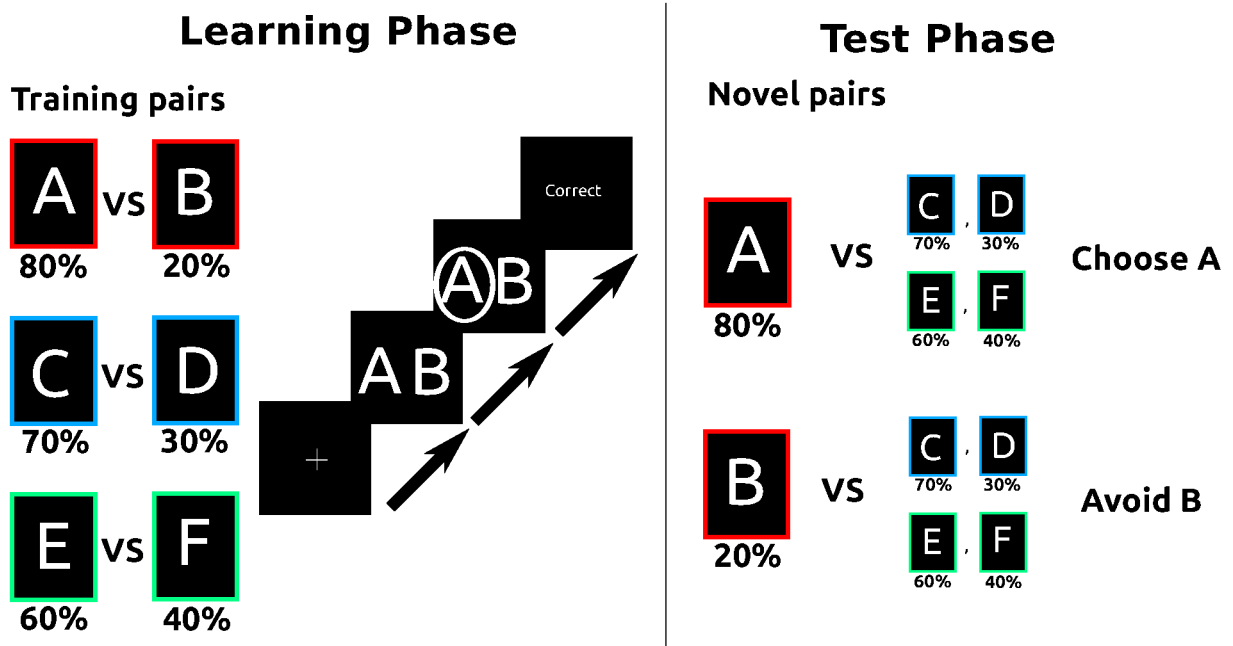 Learning Phase
Training pairs
A vs B
80% 20%
C vs D
70% 30%
E vs F
60% 40%
A B
A B
Correct
Test Phase
Novel pairs
A vs C , D
70% 30%
E , F
60% 40%
80%
Choose A
B vs C , D
70% 30%
E , F
60% 40%
20%
Avoid B